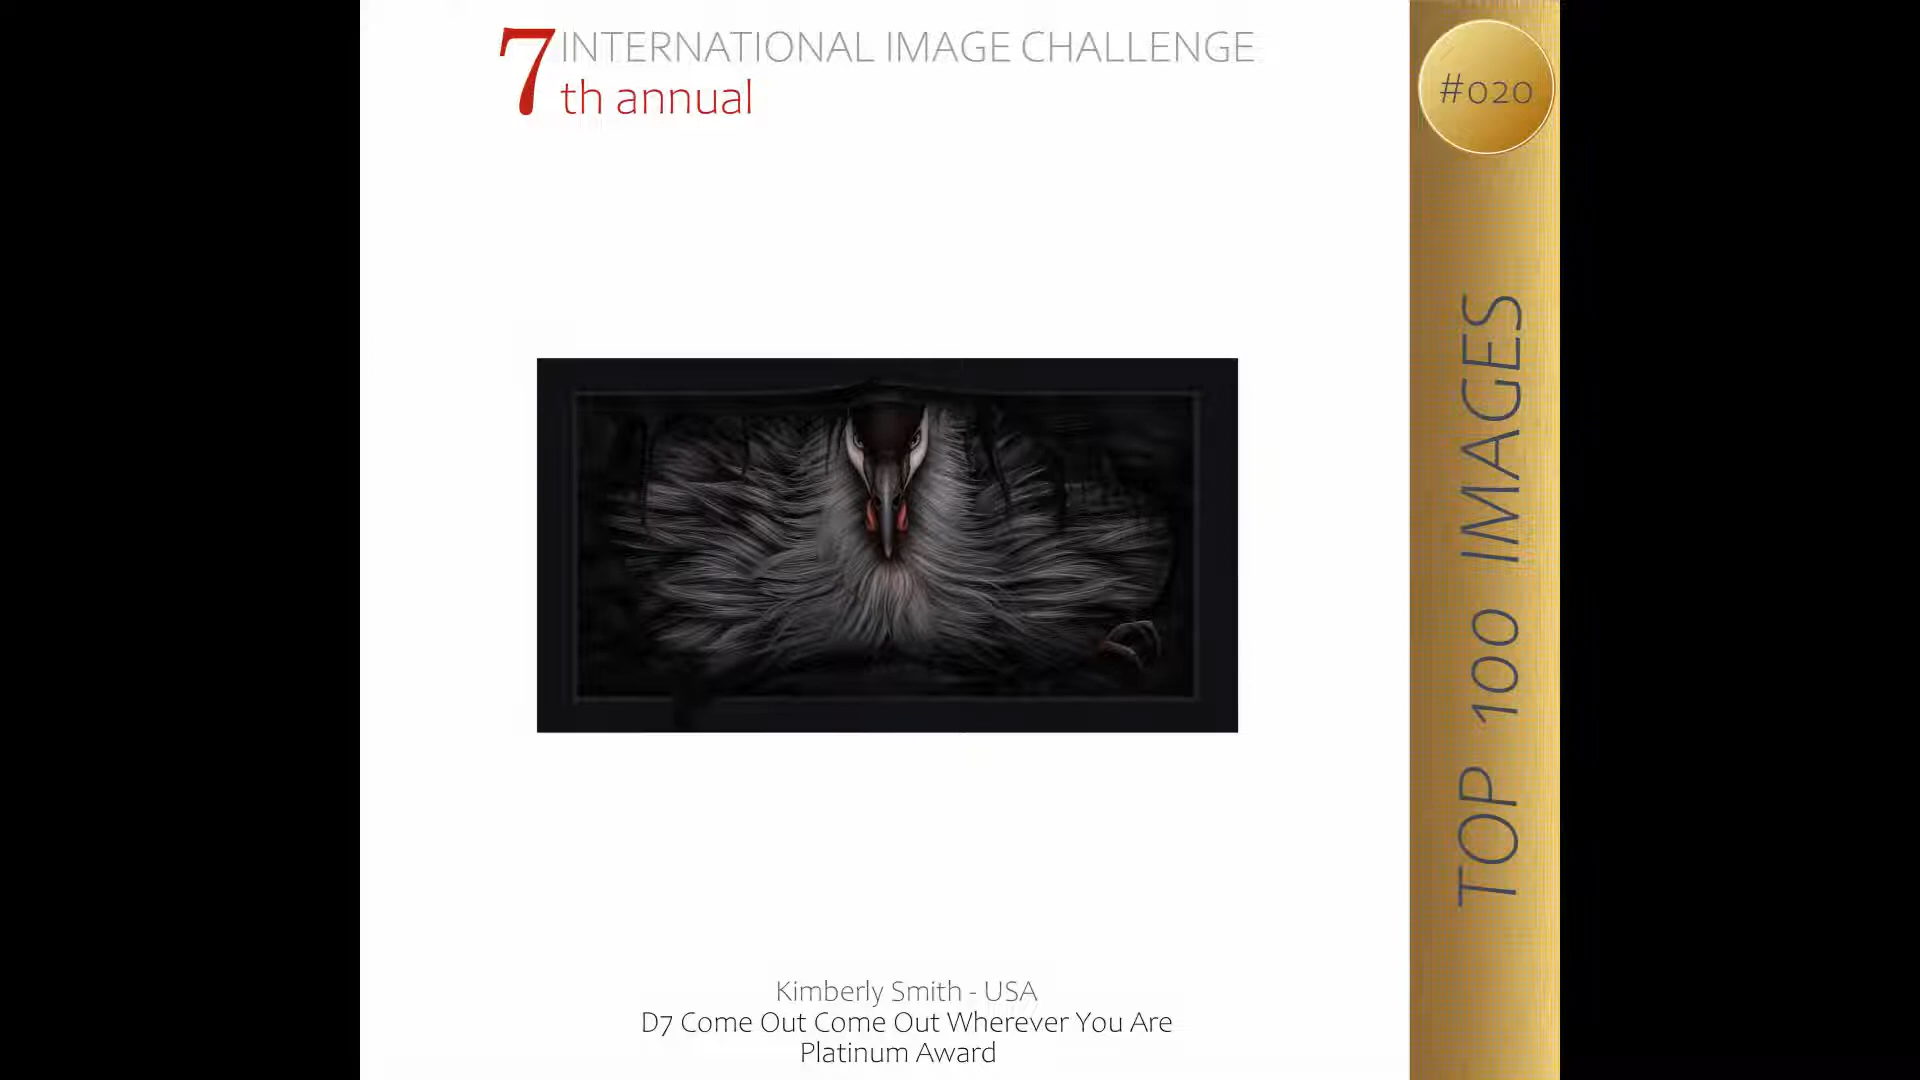 7 INTERNATIONAL IMAGE CHALLENGE
th annual
#020
TOP 100 IMAGES
Kimberly Smith - USA
D7 Come Out Come Out Wherever You Are
Platinum Award